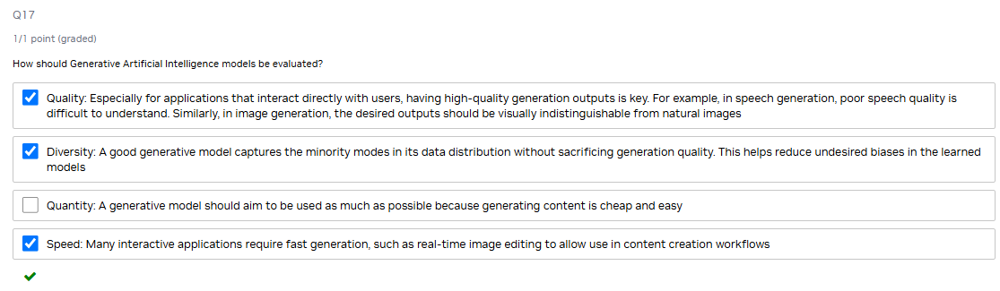 Q17
1/1 point (graded)
How should Generative Artificial Intelligence models be evaluated?
Quality: Especially for applications that interact directly with users, having high-quality generation outputs is key. For example, in speech generation, poor speech quality is
difficult to understand. Similarly, in image generation, the desired outputs should be visually indistinguishable from natural images
Diversity: A good generative model captures the minority modes in its data distribution without sacrificing generation quality. This helps reduce undesired biases in the learned
models
Quantity: A generative model should aim to be used as much as possible because generating content is cheap and easy
Speed: Many interactive applications require fast generation, such as real-time image editing to allow use in content creation workflows